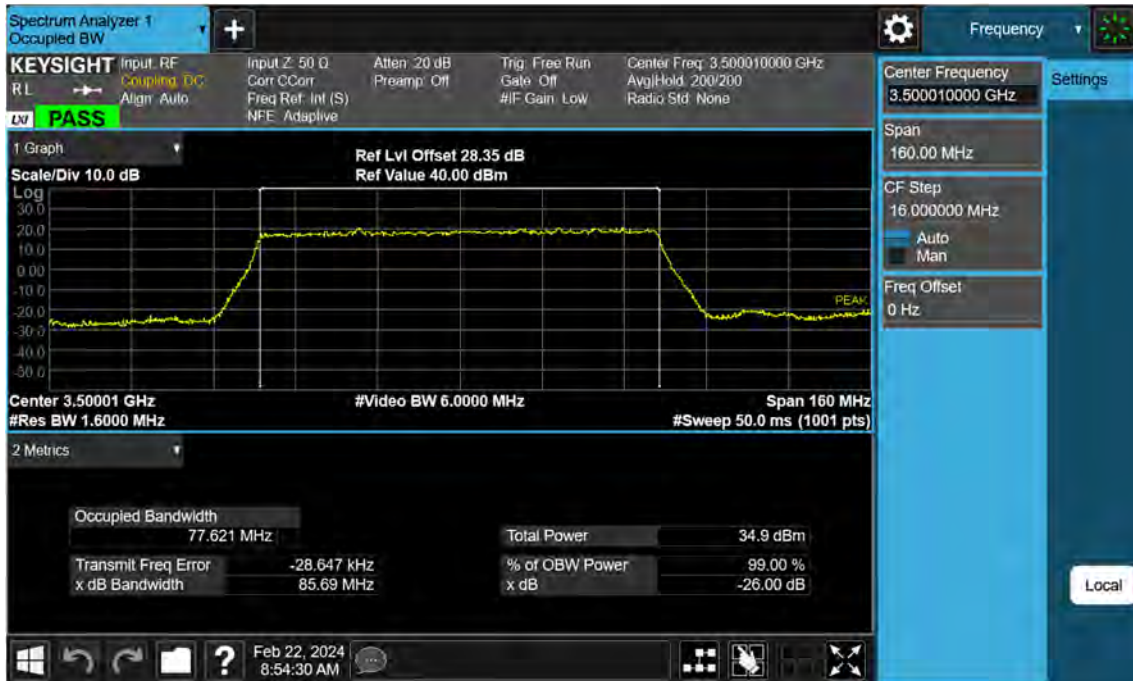 Spectrum Analyzer 1
Occupied BW
+
Frequency
KEYSIGHT
RL
LXI
PASS
Input: RF
Coupling: DC
Align: Auto
Input Z: 50 Ω
Corr CCorr
Freq Ref: Int (S)
NFE: Adaptive
Atten: 20 dB
Preamp: Off
Trig: Free Run
Gate: Off
#IF Gain: Low
Center Freq: 3.500010000 GHz
Avg|Hold: 200/200
Radio Std: None
Center Frequency
3.500010000 GHz
Settings
Span
160.00 MHz
CF Step
16.000000 MHz
Auto
Man
Freq Offset
0 Hz
1 Graph
Scale/Div 10.0 dB
Ref Lvl Offset 28.35 dB
Ref Value 40.00 dBm
Log
30.0
20.0
10.0
0.00
-10.0
-20.0
-30.0
-40.0
-50.0
PEAK
Center 3.50001 GHz
#Video BW 6.0000 MHz
Span 160 MHz
#Res BW 1.6000 MHz
#Sweep 50.0 ms (1001 pts)
2 Metrics
Occupied Bandwidth
77.621 MHz
Total Power 34.9 dBm
Transmit Freq Error -28.647 kHz
% of OBW Power 99.00 %
x dB Bandwidth 85.69 MHz
x dB -26.00 dB
Local
?
Feb 22, 2024
8:54:30 AM